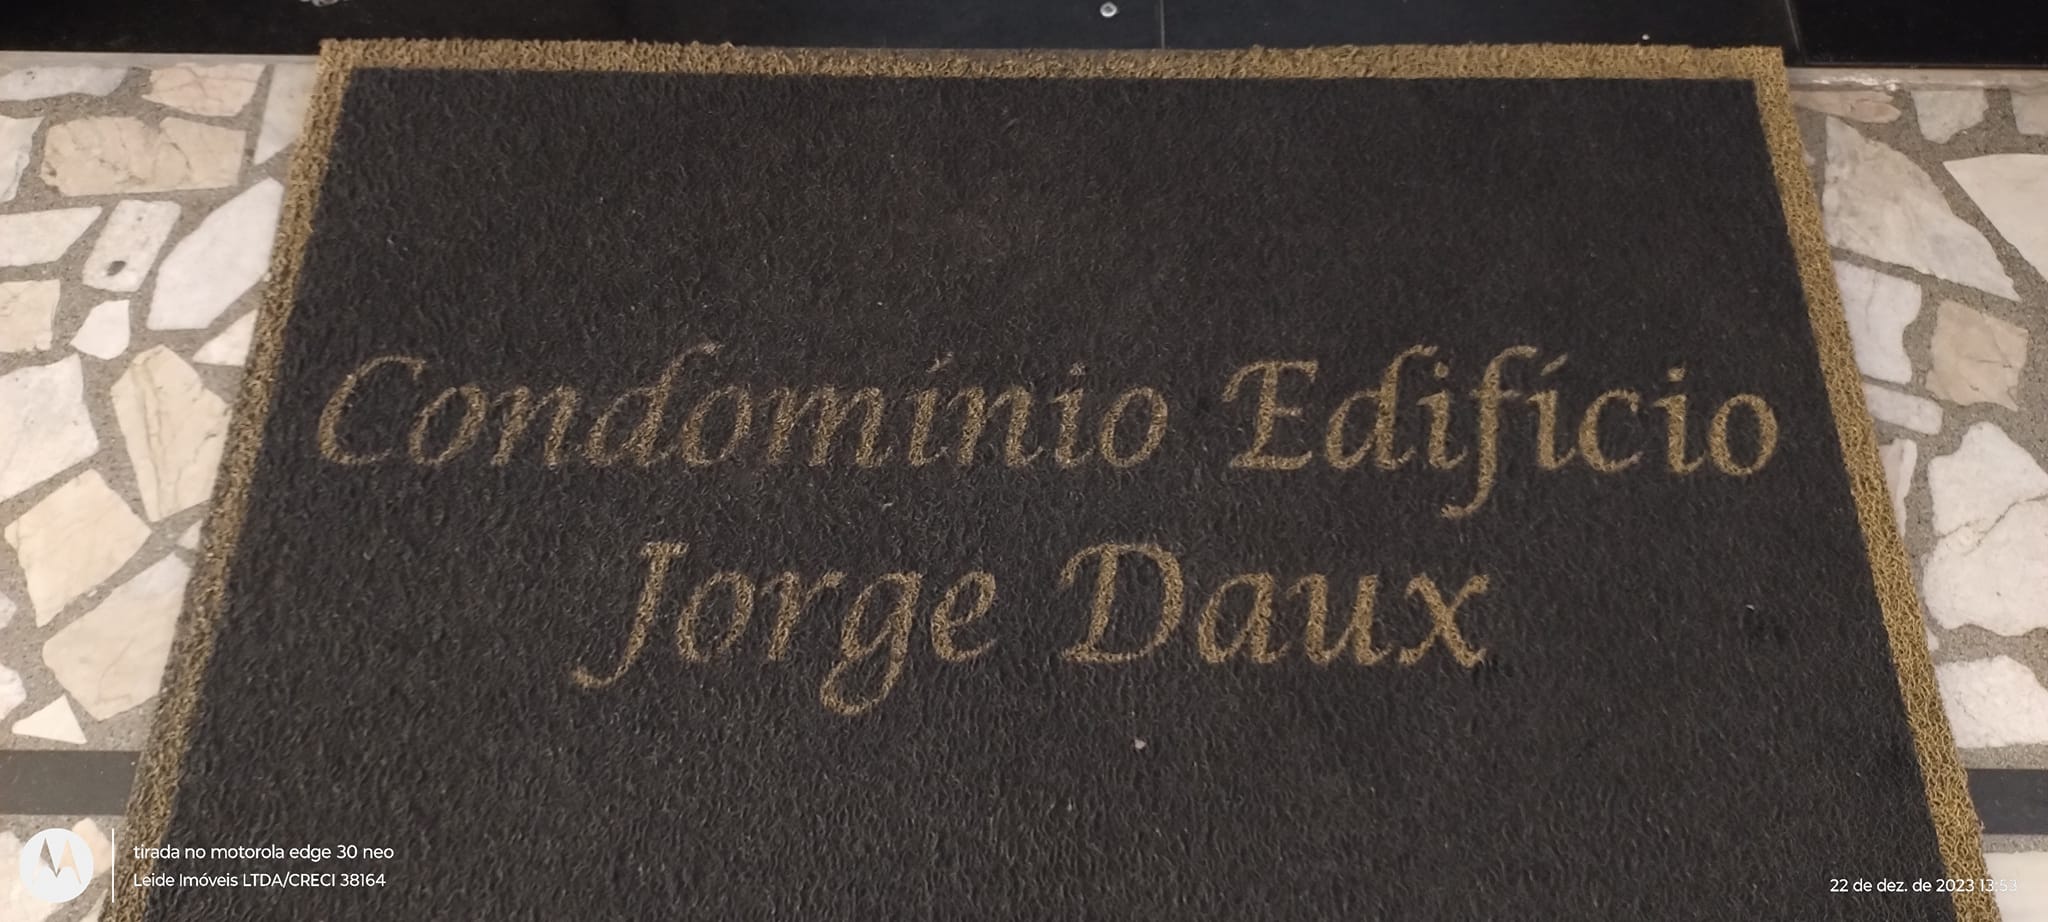 Condomínio Edifício
Jorge Daux
tirada no motorola edge 30 neo
Leide Imóveis LTDA/CRECI 38164
22 de dez. de 2023 13:53